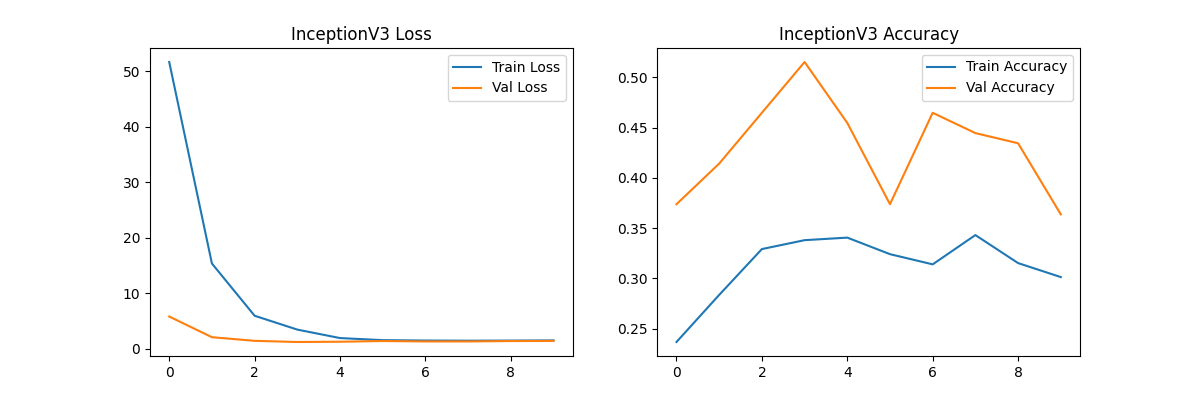 InceptionV3 Loss
50
40
30
20
10
0
0 2 4 6 8
Train Loss
Val Loss
InceptionV3 Accuracy
0.50
0.45
0.40
0.35
0.30
0.25
0 2 4 6 8
Train Accuracy
Val Accuracy